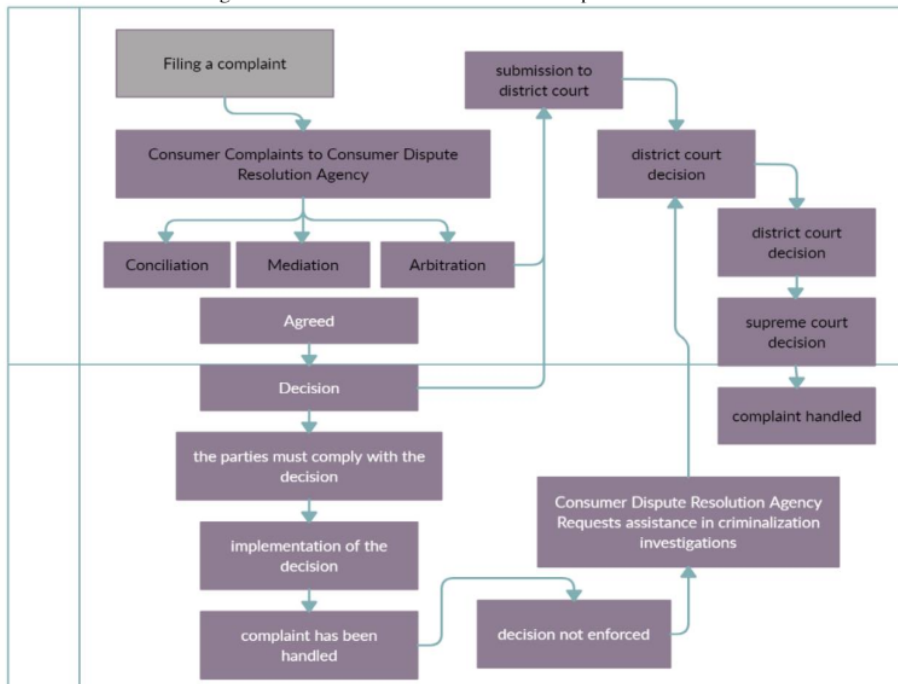 Filing a complaint
Consumer Complaints to Consumer Dispute
Resolution Agency
Conciliation
Mediation
Arbitration
Agreed
Decision
the parties must comply with the
decision
implementation of the
decision
complaint has been
handled
decision not enforced
Consumer Dispute Resolution Agency
Requests assistance in criminalization
investigations
submission to
district court
district court
decision
district court
decision
supreme court
decision
complaint handled